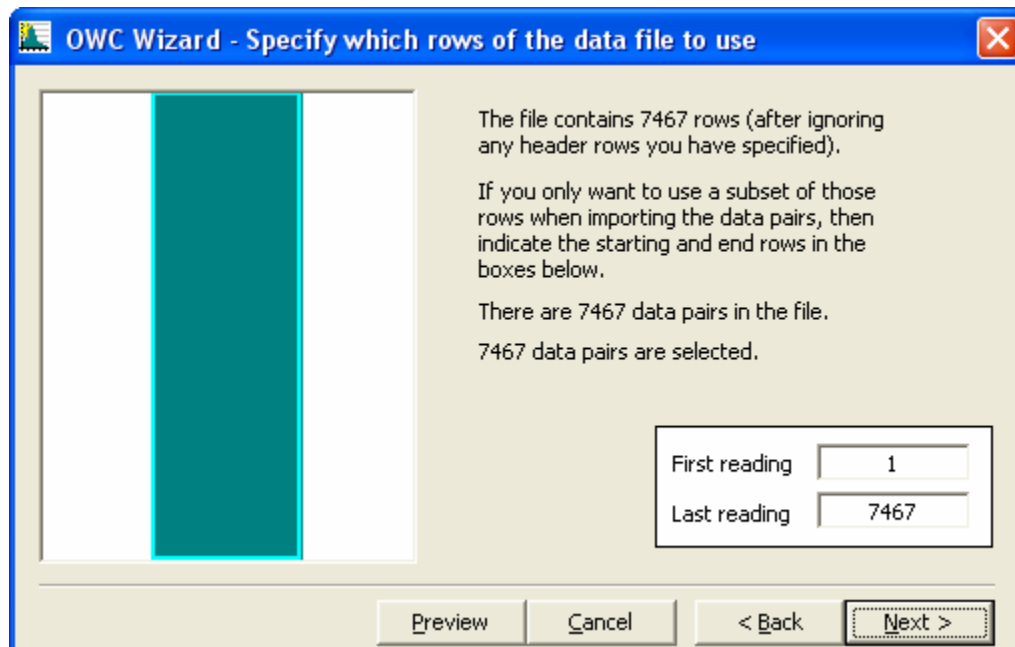 OWC Wizard - Specify which rows of the data file to use
The file contains 7467 rows (after ignoring
any header rows you have specified).
If you only want to use a subset of those
rows when importing the data pairs, then
indicate the starting and end rows in the
boxes below.
There are 7467 data pairs in the file.
7467 data pairs are selected.
First reading 1
Last reading 7467
Preview Cancel < Back Next >